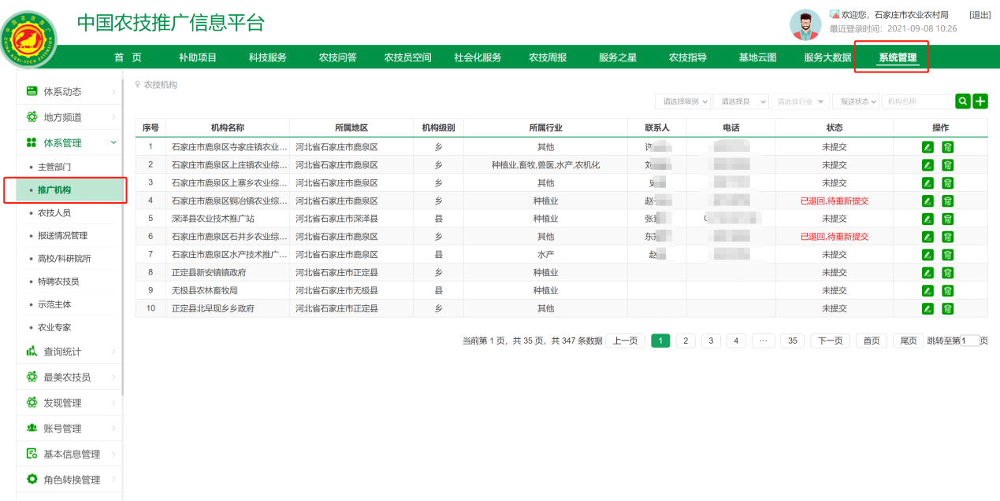 中国农技推广信息平台
欢迎您，石家庄市农业农村局 [退出]
最近登录时间：2021-09-08 10:26
首 页 补助项目 科技服务 农技问答 农技员空间 社会化服务 农技周报 服务之星 农技指导 基地云图 服务大数据 系统管理
体系动态
地方频道
体系管理
主管部门
推广机构
农技人员
报送情况管理
高校/科研院所
特聘农技员
示范主体
农业专家
查询统计
最美农技员
发现管理
账号管理
基本信息管理
角色转换管理
农技机构
请选择级别 请选择县 请选择行业 报送状态 机构名称
序号 机构名称 所属地区 机构级别 所属行业 联系人 电话 状态 操作
1 石家庄市鹿泉区寺家庄镇农业... 河北省石家庄市鹿泉区 乡 其他 许 未提交
2 石家庄市鹿泉区上庄镇农业综... 河北省石家庄市鹿泉区 乡 种植业,畜牧,兽医,水产,农机化 刘 未提交
3 石家庄市鹿泉区上寨乡农业综... 河北省石家庄市鹿泉区 乡 其他 未提交
4 石家庄市鹿泉区铜冶镇农业综... 河北省石家庄市鹿泉区 乡 种植业 赵 已退回,待重新提交
5 深泽县农业技术推广站 河北省石家庄市深泽县 县 种植业 张 未提交
6 石家庄市鹿泉区石井乡农业综... 河北省石家庄市鹿泉区 乡 其他 东 已退回,待重新提交
7 石家庄市鹿泉区水产技术推广... 河北省石家庄市鹿泉区 县 水产 赵 未提交
8 正定县新安镇镇政府 河北省石家庄市正定县 乡 种植业 未提交
9 无极县农林畜牧局 河北省石家庄市无极县 县 种植业 未提交
10 正定县北早现乡乡政府 河北省石家庄市正定县 乡 其他 未提交
当前第 1 页，共 35 页，共 347 条数据 上一页 1 2 3 4 ... 35 下一页 首页 尾页 跳转至第1页